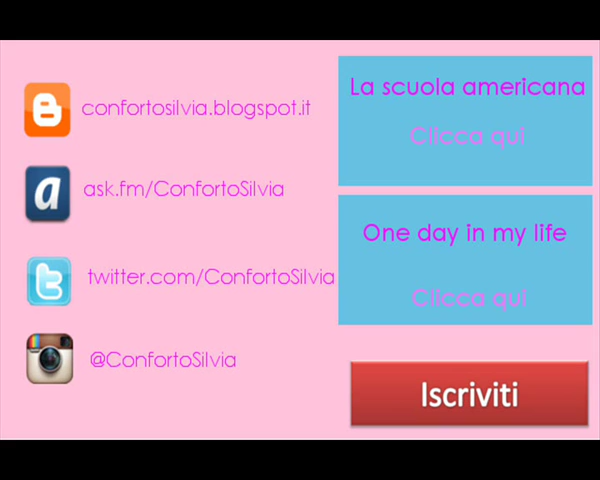 confortosilvia.blogspot.it
ask.fm/ConfortoSilvia
twitter.com/ConfortoSilvia
@ConfortoSilvia
La scuola americana
Clicca qui
One day in my life
Clicca qui
Iscriviti